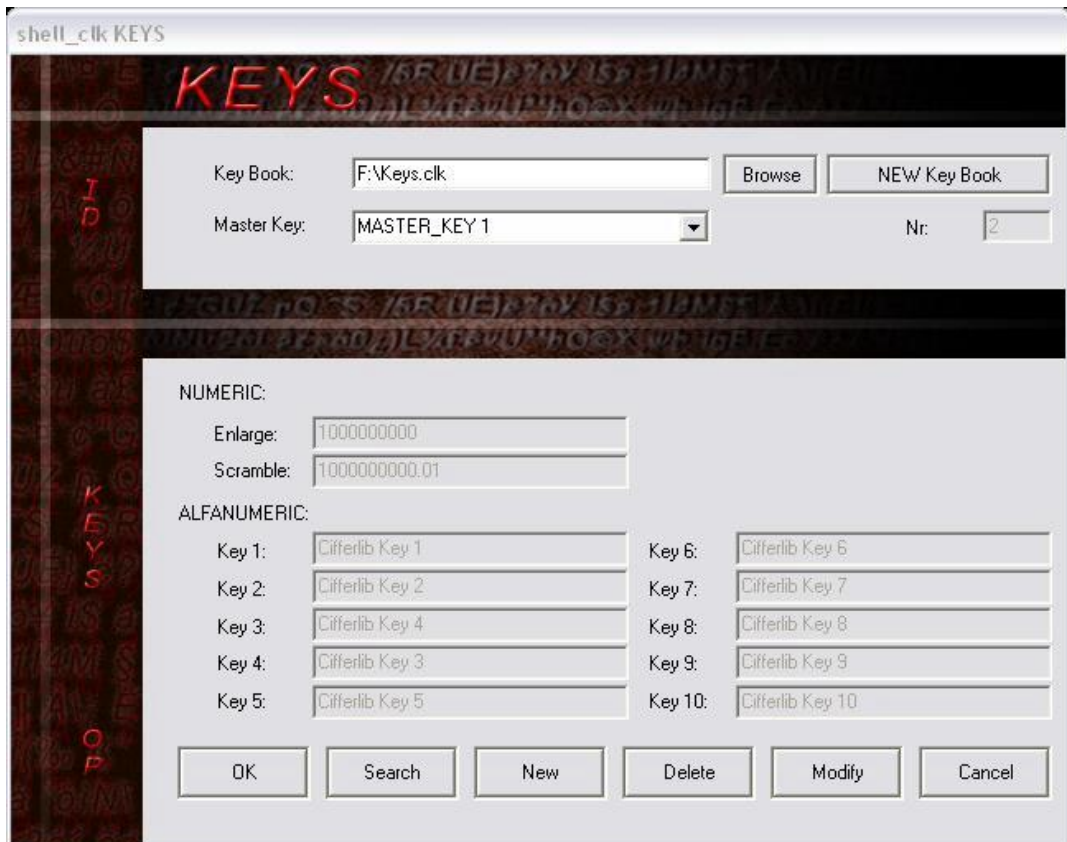 shell_clk KEYS
KEYS
ID
Key Book: F:\Keys.clk Browse NEW Key Book
Master Key: MASTER_KEY 1 Nr: 2
KEYS
NUMERIC:
Enlarge: 1000000000
Scramble: 1000000000.01
ALFANUMERIC:
Key 1: Cifferlib Key 1 Key 6: Cifferlib Key 6
Key 2: Cifferlib Key 2 Key 7: Cifferlib Key 7
Key 3: Cifferlib Key 4 Key 8: Cifferlib Key 8
Key 4: Cifferlib Key 3 Key 9: Cifferlib Key 9
Key 5: Cifferlib Key 5 Key 10: Cifferlib Key 10
OP
OK Search New Delete Modify Cancel